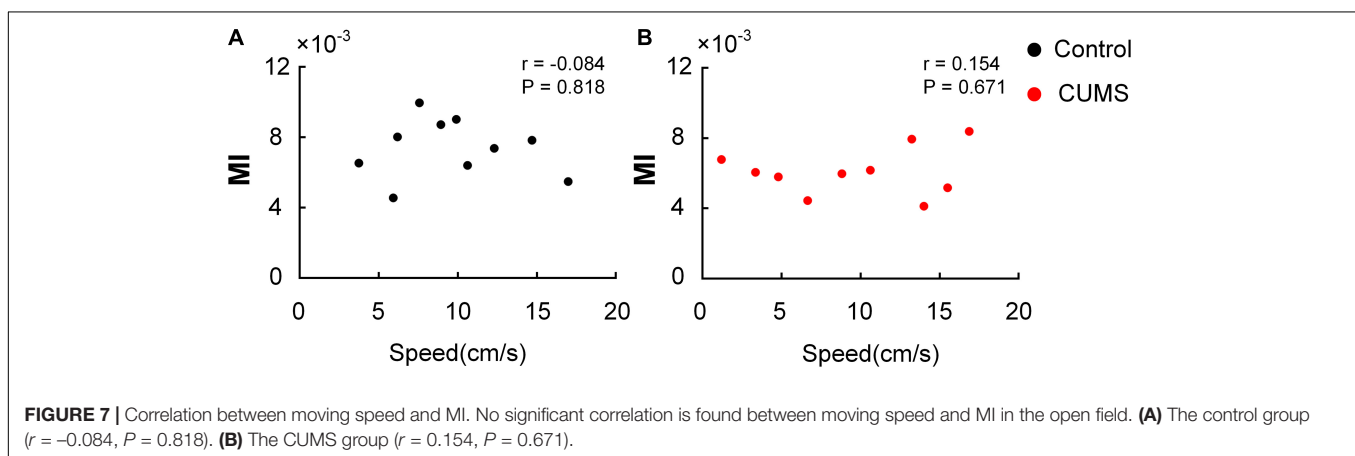 A
×10⁻³
12
8
4
0
MI
r = -0.084
P = 0.818
0 5 10 15 20
Speed(cm/s)
B
×10⁻³
12
8
4
0
MI
r = 0.154
P = 0.671
0 5 10 15 20
Speed(cm/s)
Control
CUMS
FIGURE 7 | Correlation between moving speed and MI. No significant correlation is found between moving speed and MI in the open field. (A) The control group
(r = –0.084, P = 0.818). (B) The CUMS group (r = 0.154, P = 0.671).